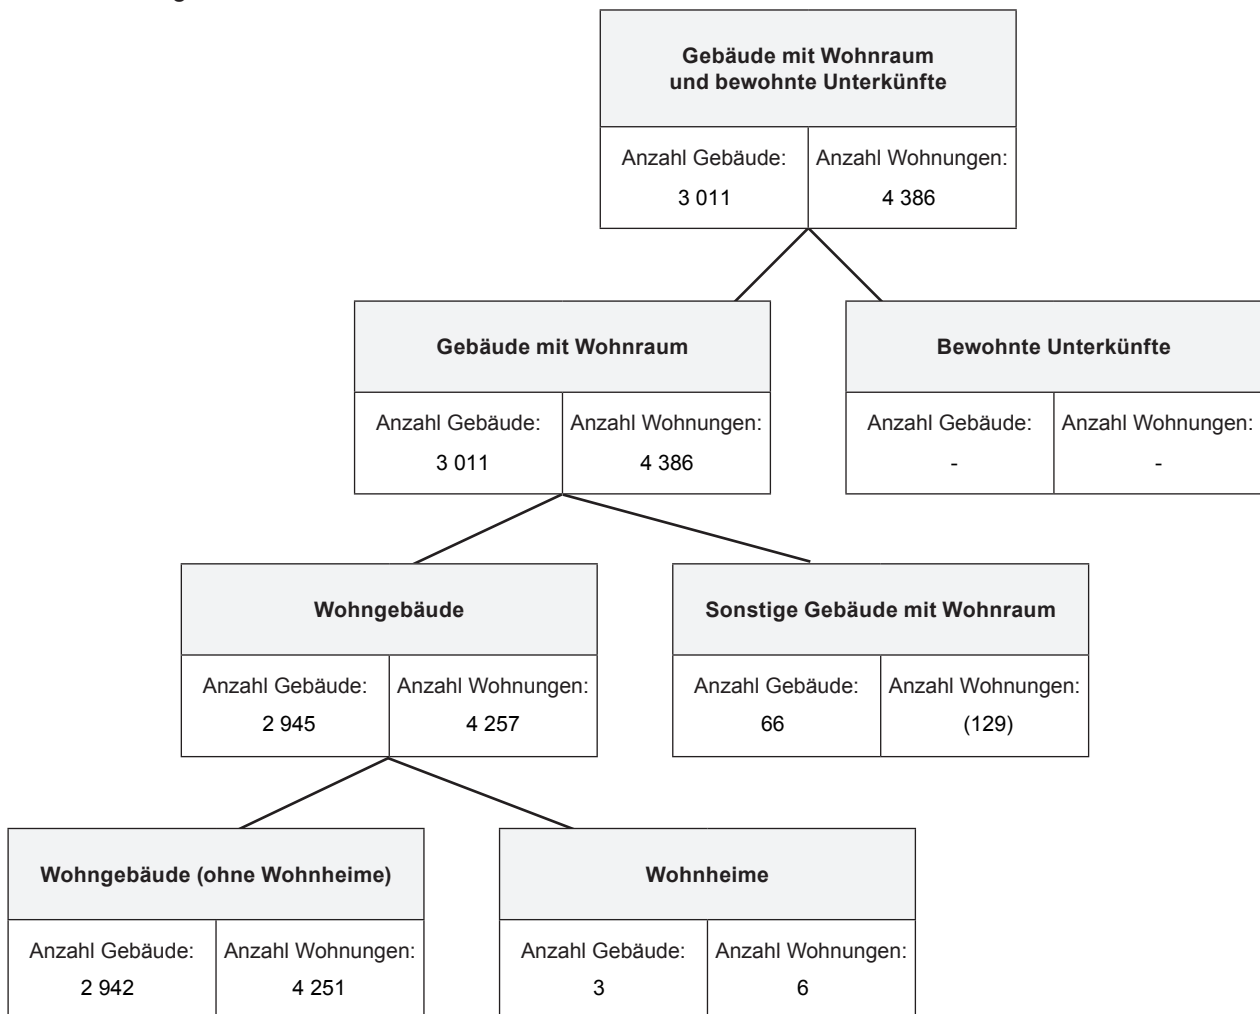 Gebäude mit Wohnraum
und bewohnte Unterkünfte
Anzahl Gebäude: Anzahl Wohnungen:
3 011 4 386
Gebäude mit Wohnraum
Anzahl Gebäude: Anzahl Wohnungen:
3 011 4 386
Bewohnte Unterkünfte
Anzahl Gebäude: Anzahl Wohnungen:
- -
Wohngebäude
Anzahl Gebäude: Anzahl Wohnungen:
2 945 4 257
Sonstige Gebäude mit Wohnraum
Anzahl Gebäude: Anzahl Wohnungen:
66 (129)
Wohngebäude (ohne Wohnheime)
Anzahl Gebäude: Anzahl Wohnungen:
2 942 4 251
Wohnheime
Anzahl Gebäude: Anzahl Wohnungen:
3 6